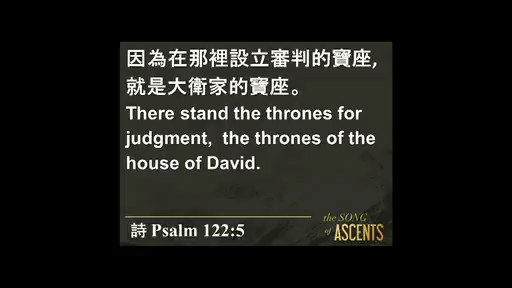 因為在那裡設立審判的寶座,
就是大衛家的寶座。
There stand the thrones for
judgment,  the thrones of the
house of David.
詩 Psalm 122:5
the SONG
of ASCENTS